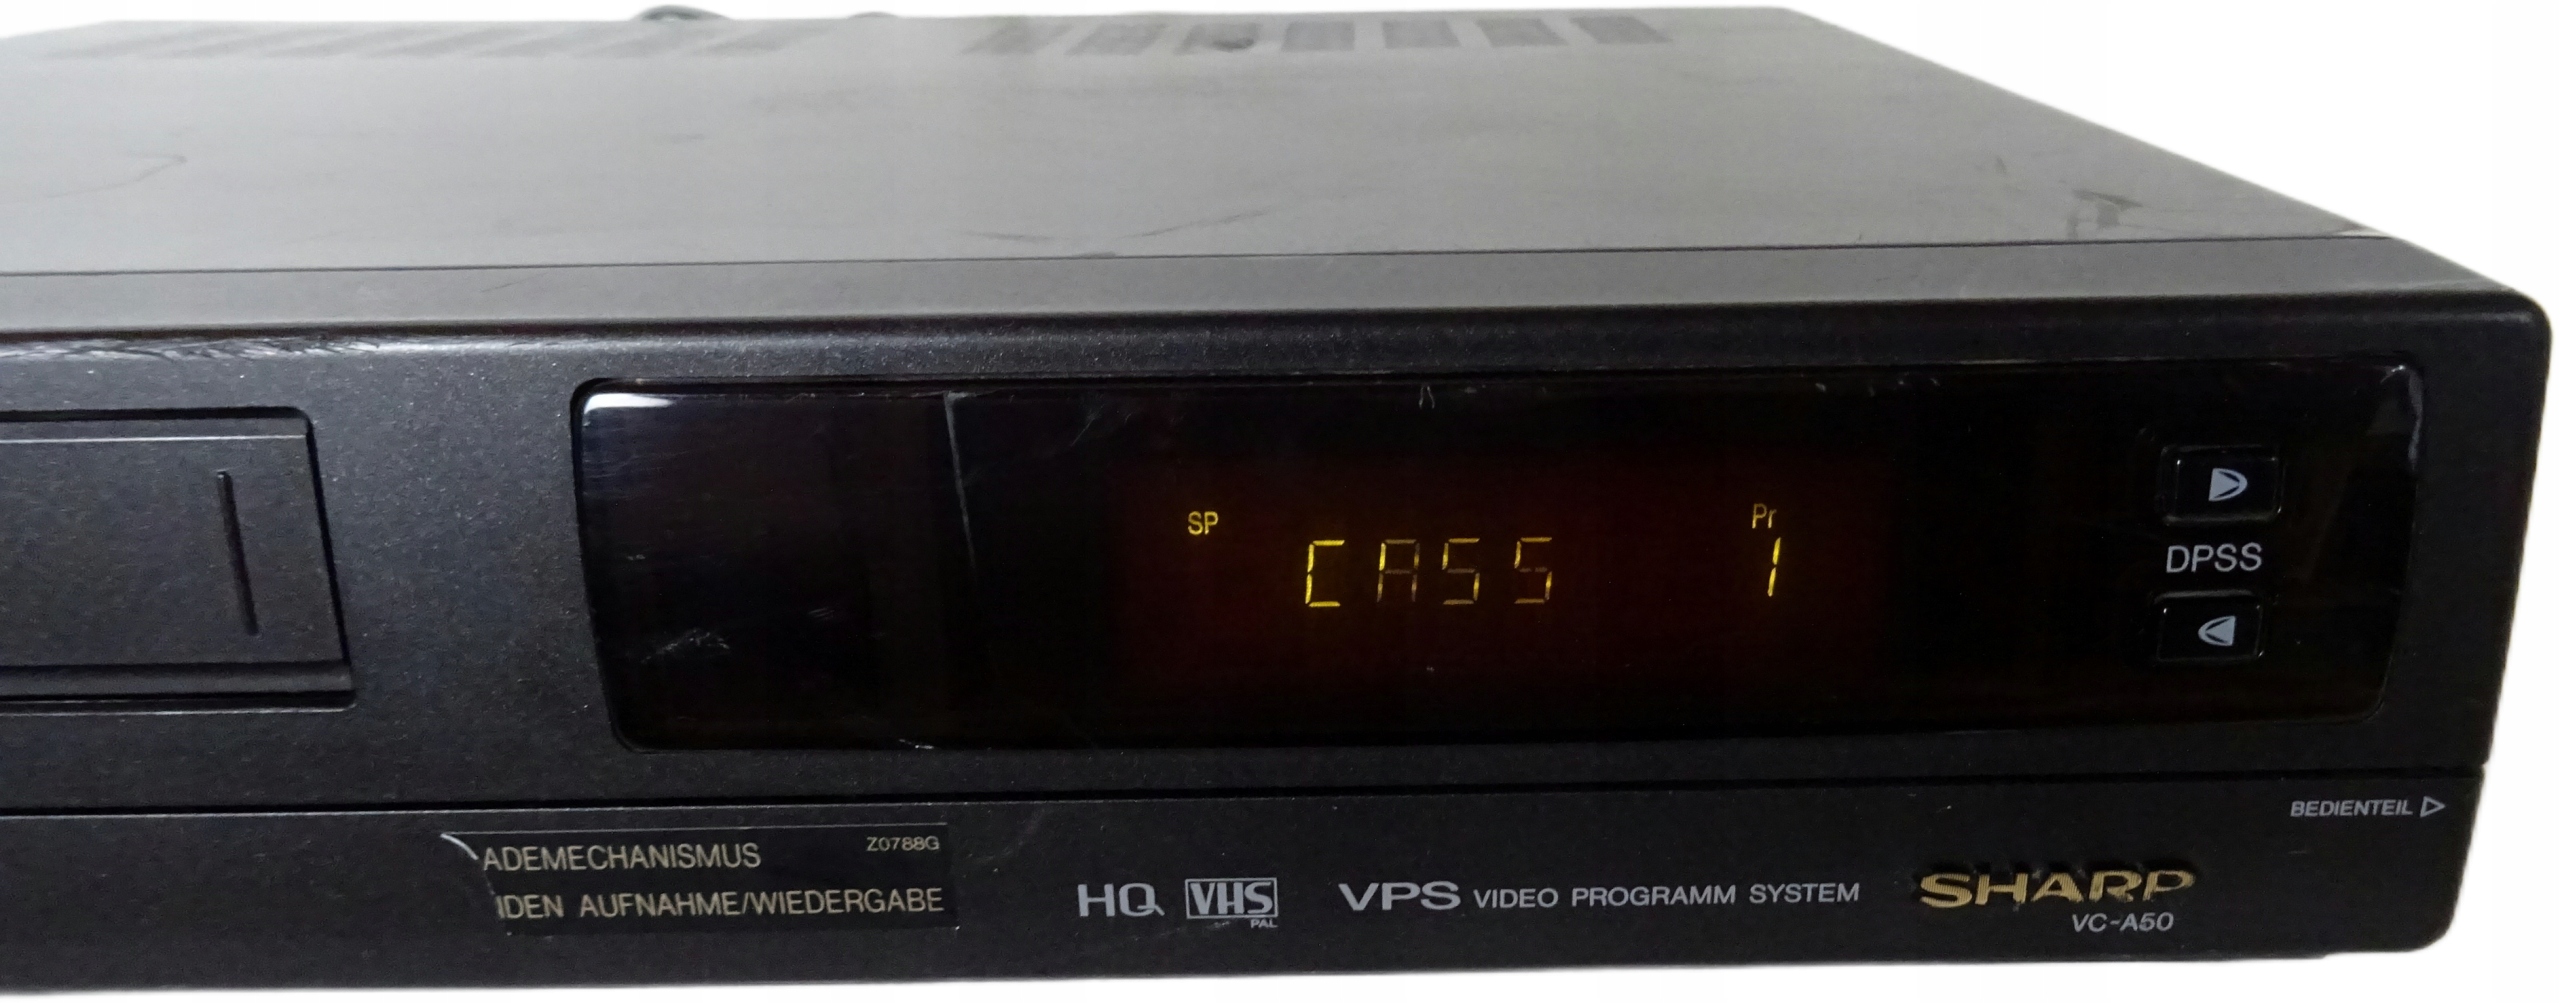 SP
Pr
CASS
1
DPSS
BEDIENTEIL
ADEMECHANISMUS
Z0788G
AUFNAHME/WIEDERGABE
HQ VHS
PAL
VPS VIDEO PROGRAMM SYSTEM
SHARP
VC-A50